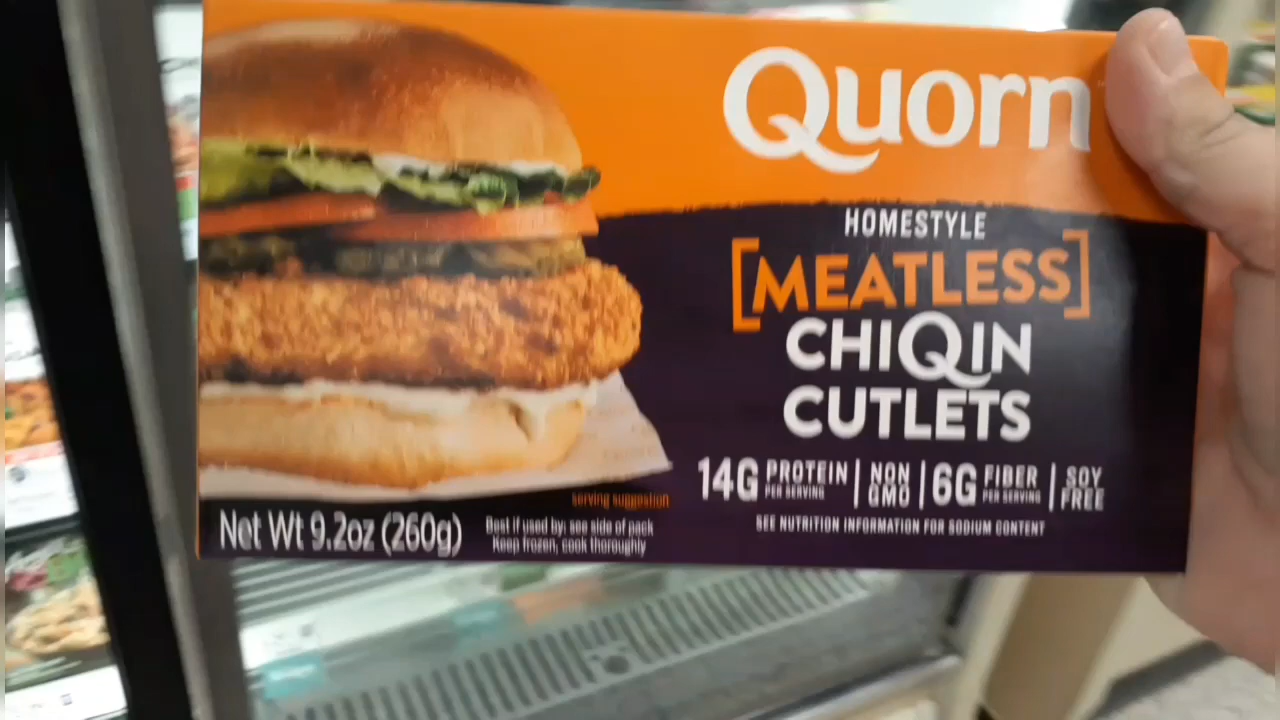 Quorn
HOMESTYLE
[MEATLESS]
CHIQIN
CUTLETS
14G PROTEIN PER SERVING | NON GMO | 6G FIBER PER SERVING | SOY FREE
SEE NUTRITION INFORMATION FOR SODIUM CONTENT
serving suggestion
Net Wt 9.2oz (260g)
Best if used by: see side of pack
Keep frozen, cook thoroughly